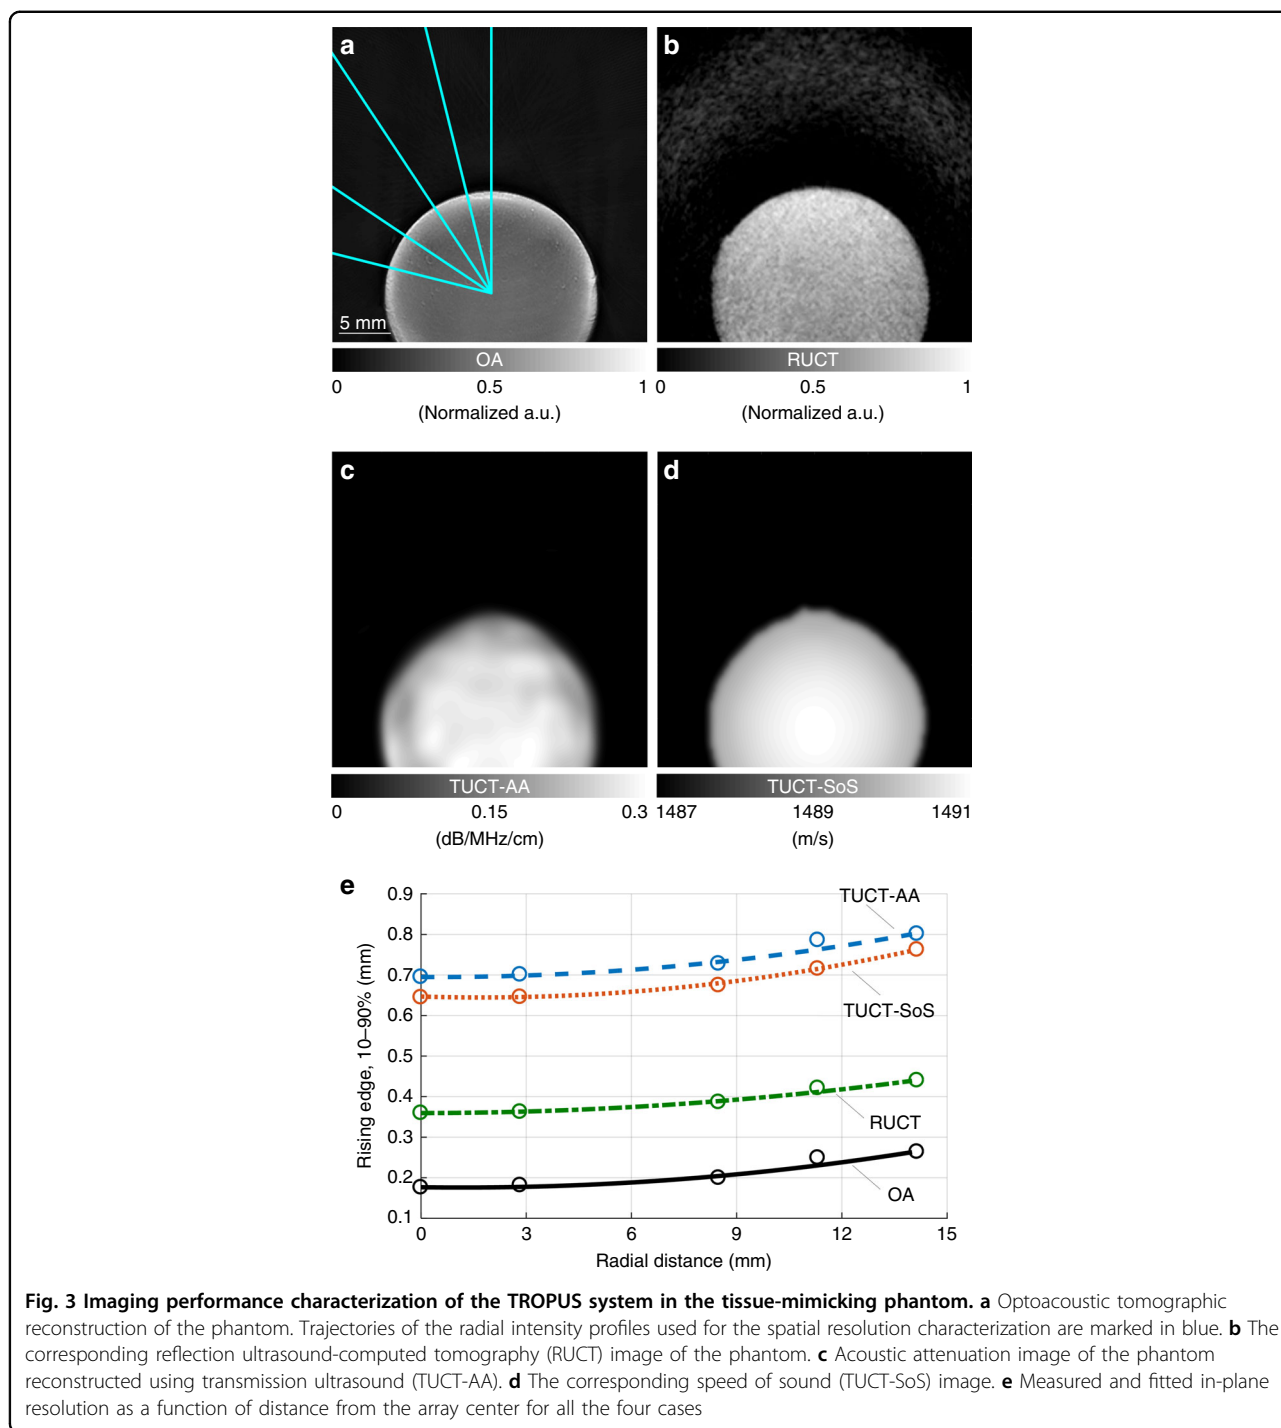 a
b
5 mm
OA
RUCT
0 0.5 1
0 0.5 1
(Normalized a.u.)
(Normalized a.u.)
c
d
TUCT-AA
TUCT-SoS
0 0.15 0.3
1487 1489 1491
(dB/MHz/cm)
(m/s)
e
Rising edge, 10–90% (mm)
0.9
0.8
0.7
0.6
0.5
0.4
0.3
0.2
0.1
TUCT-AA
TUCT-SoS
RUCT
OA
0 3 6 9 12 15
Radial distance (mm)
Fig. 3 Imaging performance characterization of the TROPUS system in the tissue-mimicking phantom. a Optoacoustic tomographic
reconstruction of the phantom. Trajectories of the radial intensity profiles used for the spatial resolution characterization are marked in blue. b The
corresponding reflection ultrasound-computed tomography (RUCT) image of the phantom. c Acoustic attenuation image of the phantom
reconstructed using transmission ultrasound (TUCT-AA). d The corresponding speed of sound (TUCT-SoS) image. e Measured and fitted in-plane
resolution as a function of distance from the array center for all the four cases